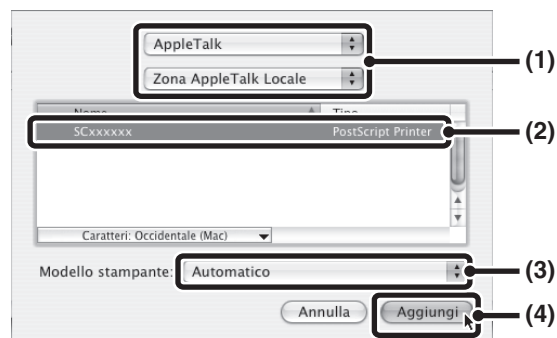 AppleTalk
(1)
Zona AppleTalk Locale
Nome Tipo
SCxxxxxx PostScript Printer (2)
Caratteri: Occidentale (Mac)
Modello stampante: Automatico (3)
Annulla Aggiungi (4)